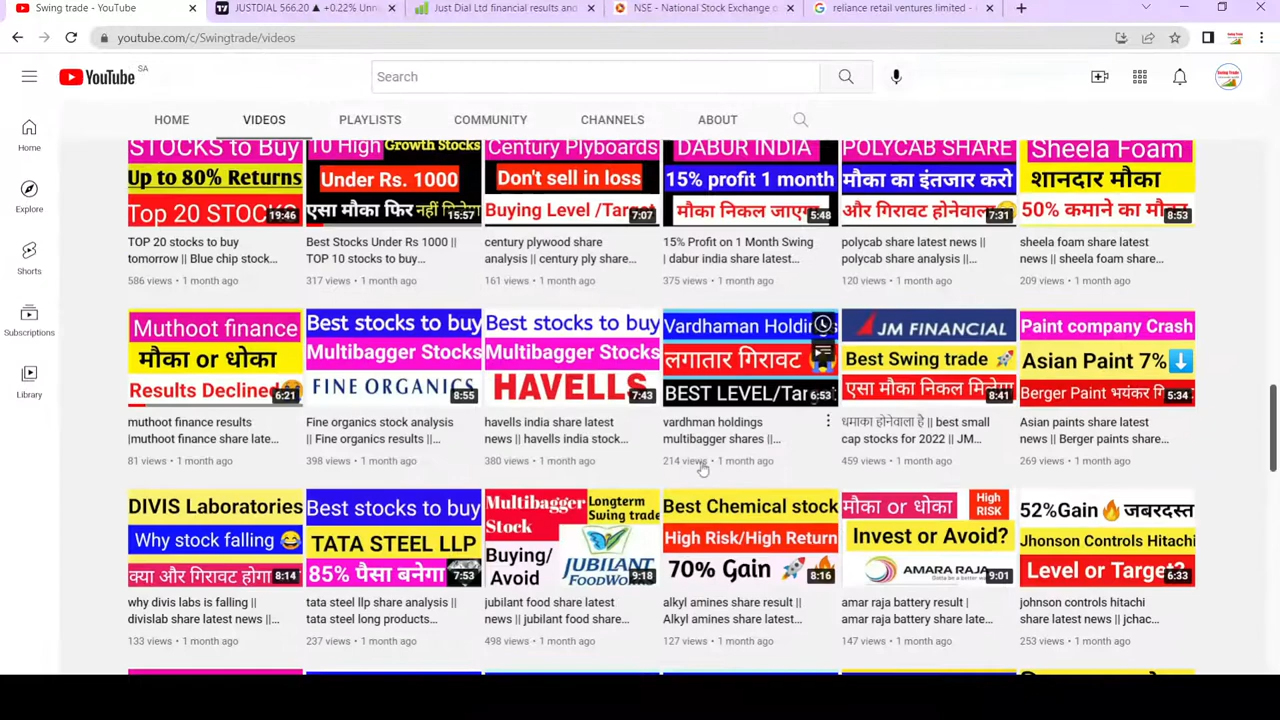 Swing trade - YouTube
JUSTDIAL 566.20 ▲ +0.22% Unn
Just Dial Ltd financial results and
NSE - National Stock Exchange o
reliance retail ventures limited -
youtube.com/c/Swingtrade/videos
YouTube SA
Search
HOME
VIDEOS
PLAYLISTS
COMMUNITY
CHANNELS
ABOUT
Home
Explore
Shorts
Subscriptions
Library
STOCKS to Buy
Up to 80% Returns
Top 20 STOCKS
19:46
TOP 20 stocks to buy
tomorrow || Blue chip stock...
586 views • 1 month ago
10 High Growth Stocks
Under Rs. 1000
एसा मौका फिर नहीं
15:57
Best Stocks Under Rs 1000 ||
TOP 10 stocks to buy...
317 views • 1 month ago
Century Plyboards
Don't sell in loss
Buying Level /Target
7:07
century plywood share
analysis || century ply share...
161 views • 1 month ago
DABUR INDIA
15% profit 1 month
मौका निकल जाएगा
5:48
15% Profit on 1 Month Swing
| dabur india share latest...
375 views • 1 month ago
POLYCAB SHARE
मौका का इंतजार करो
और गिरावट होनेवाला
7:31
polycab share latest news ||
polycab share analysis ||...
120 views • 1 month ago
Sheela Foam
शानदार मौका
50% कमाने का मौका
8:53
sheela foam share latest
news || sheela foam share...
209 views • 1 month ago
Muthoot finance
मौका or धोका
Results Declined
6:21
muthoot finance results
|muthoot finance share late...
81 views • 1 month ago
Best stocks to buy
Multibagger Stocks
FINE ORGANICS
8:55
Fine organics stock analysis
|| Fine organics results ||...
398 views • 1 month ago
Best stocks to buy
Multibagger Stocks
HAVELLS
7:43
havells india share latest
news || havells india stock...
380 views • 1 month ago
Vardhaman Holdings
लगातार गिरावट
BEST LEVEL/Target
6:53
vardhman holdings
multibagger shares ||...
214 views • 1 month ago
JM FINANCIAL
Best Swing trade
एसा मौका निकल मिलेगा
8:41
धमाका होनेवाला है || best small
cap stocks for 2022 || JM...
459 views • 1 month ago
Paint company Crash
Asian Paint 7%
Berger Paint भयंकर
5:34
Asian paints share latest
news || Berger paints share...
269 views • 1 month ago
DIVIS Laboratories
Why stock falling
क्या और गिरावट होगा
8:14
why divis labs is falling ||
divislab share latest news ||...
133 views • 1 month ago
Best stocks to buy
TATA STEEL LLP
85% पैसा बनेगा
7:53
tata steel llp share analysis ||
tata steel long products...
237 views • 1 month ago
Multibagger Stock
Longterm Swing trade
Buying/
Avoid
JUBILANT
FOODWORKS
9:18
jubilant food share latest
news || jubilant food share...
498 views • 1 month ago
Best Chemical stock
High Risk/High Return
70% Gain
8:16
alkyl amines share result ||
Alkyl amines share latest...
127 views • 1 month ago
मौका or धोका
High RISK
Invest or Avoid?
AMARA RAJA
9:01
amar raja battery result |
amar raja battery share late...
147 views • 1 month ago
52%Gain जबरदस्त
Jhonson Controls Hitachi
Level or Target?
6:33
johnson controls hitachi
share latest news || jchac...
253 views • 1 month ago